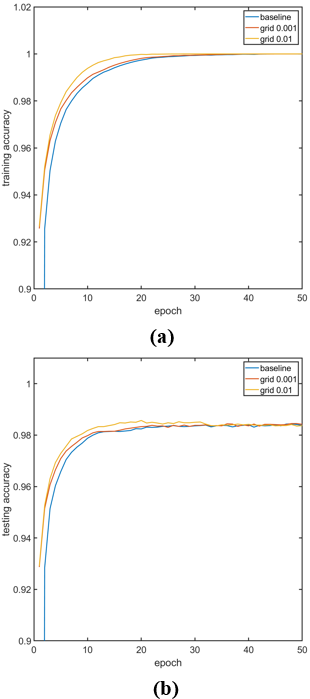 1.02
1
0.98
0.96
0.94
0.92
0.9
training accuracy
0 10 20 30 40 50
epoch
baseline
grid 0.001
grid 0.01
(a)
1
0.98
0.96
0.94
0.92
0.9
testing accuracy
0 10 20 30 40 50
epoch
baseline
grid 0.001
grid 0.01
(b)